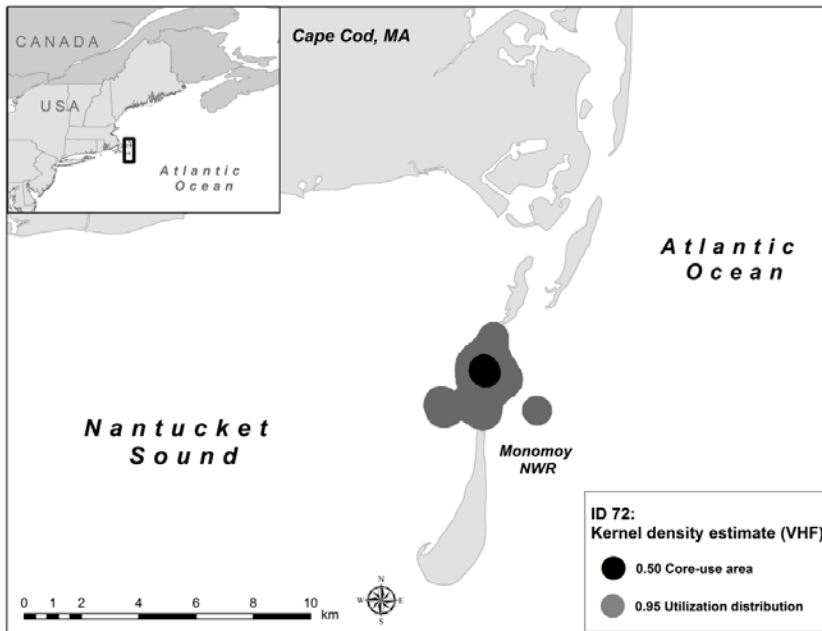 CANADA
USA
Atlantic
Ocean
Cape Cod, MA
Atlantic
Ocean
Nantucket
Sound
Monomoy
NWR
ID 72:
Kernel density estimate (VHF)
0.50 Core-use area
0.95 Utilization distribution
N
W E
S
0 1 2 4 6 8 10
km